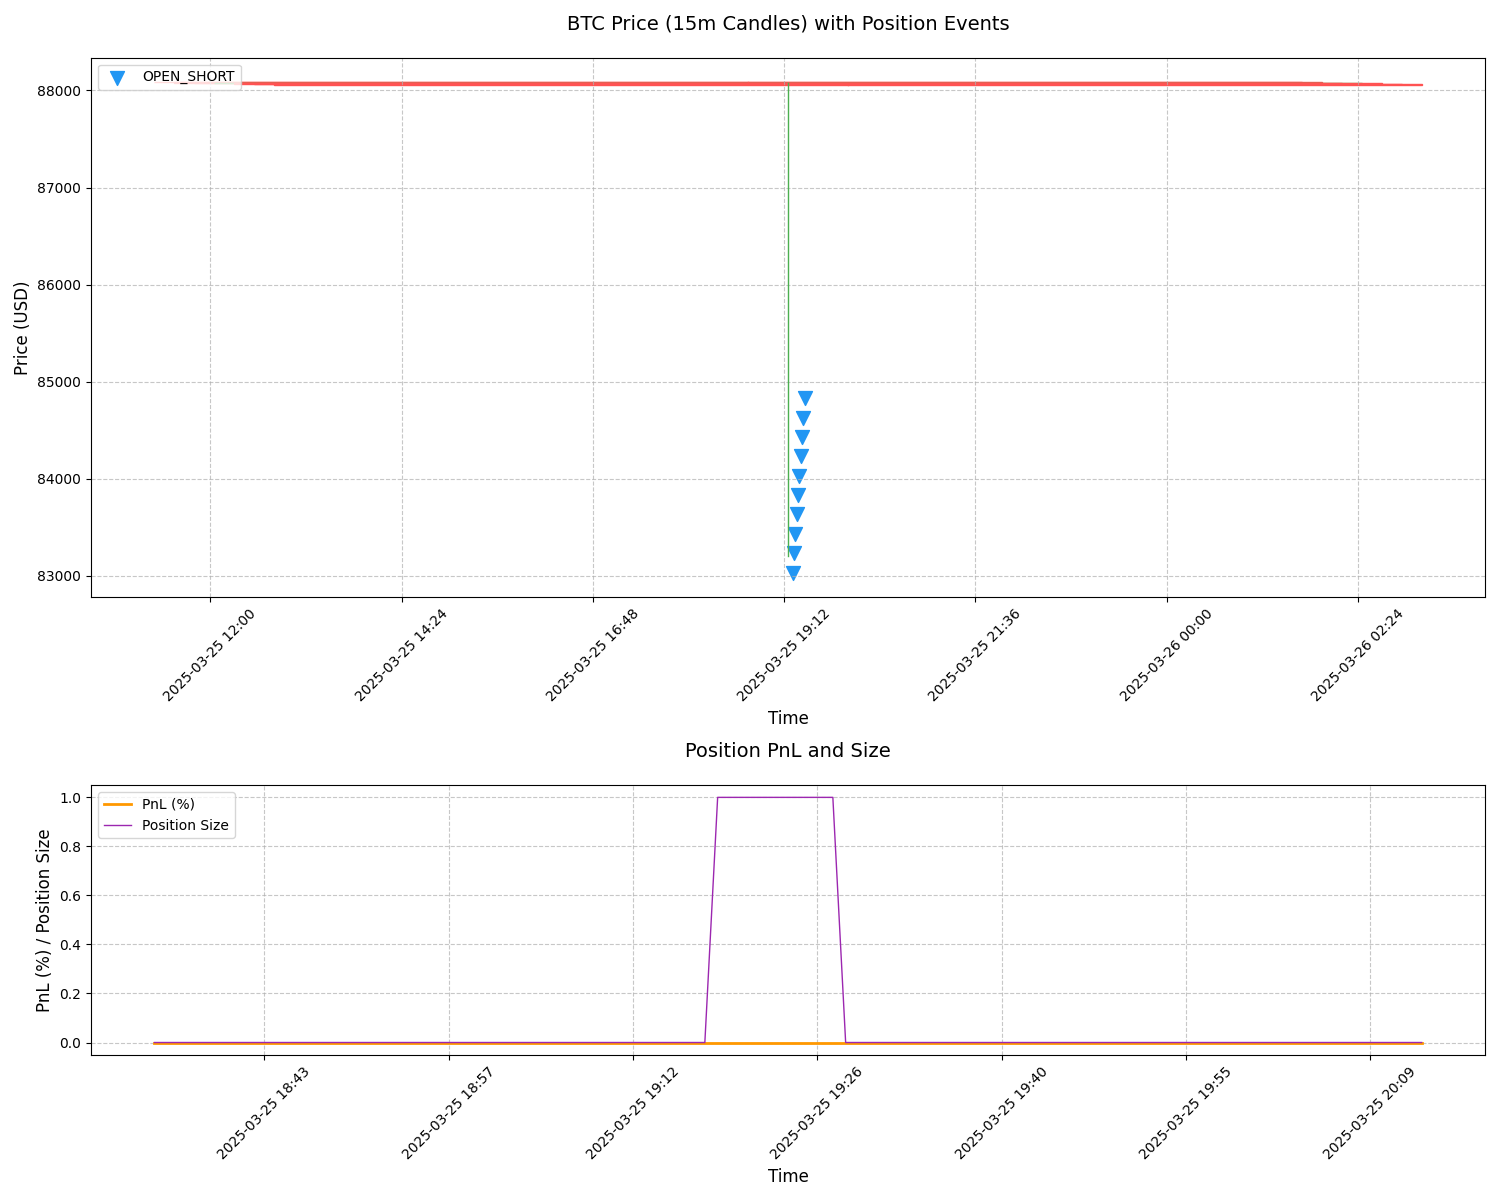 BTC Price (15m Candles) with Position Events
OPEN_SHORT
88000
87000
86000
85000
84000
83000
Price (USD)
2025-03-25 12:00
2025-03-25 14:24
2025-03-25 16:48
2025-03-25 19:12
2025-03-25 21:36
2025-03-26 00:00
2025-03-26 02:24
Time
Position PnL and Size
PnL (%)
Position Size
1.0
0.8
0.6
0.4
0.2
0.0
PnL (%) / Position Size
2025-03-25 18:43
2025-03-25 18:57
2025-03-25 19:12
2025-03-25 19:26
2025-03-25 19:40
2025-03-25 19:55
2025-03-25 20:09
Time